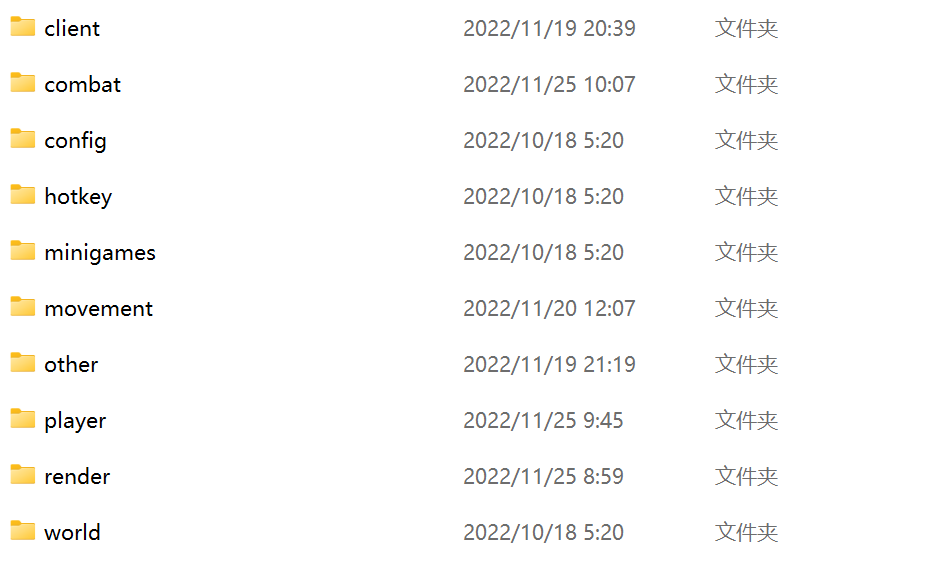 client 2022/11/19 20:39 文件夹
combat 2022/11/25 10:07 文件夹
config 2022/10/18 5:20 文件夹
hotkey 2022/10/18 5:20 文件夹
minigames 2022/10/18 5:20 文件夹
movement 2022/11/20 12:07 文件夹
other 2022/11/19 21:19 文件夹
player 2022/11/25 9:45 文件夹
render 2022/11/25 8:59 文件夹
world 2022/10/18 5:20 文件夹